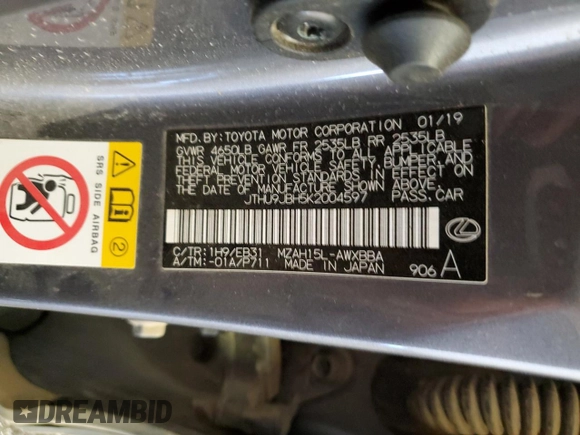 MFD. BY: TOYOTA MOTOR CORPORATION 01/19
GVWR 4650LB GAWR FR 2535LB RR 2535LB
THIS VEHICLE CONFORMS TO ALL APPLICABLE
FEDERAL MOTOR VEHICLE SAFETY, BUMPER, AND
THEFT PREVENTION STANDARDS IN EFFECT ON
THE DATE OF MANUFACTURE SHOWN ABOVE.
JTHU9JBH5K2004597 PASS. CAR
C/TR: 1H9/EB31 MZAH15L-AWXBBA
A/TM: -01A/P711 MADE IN JAPAN 906 A
SRS SIDE AIRBAG
2
DREAMBID